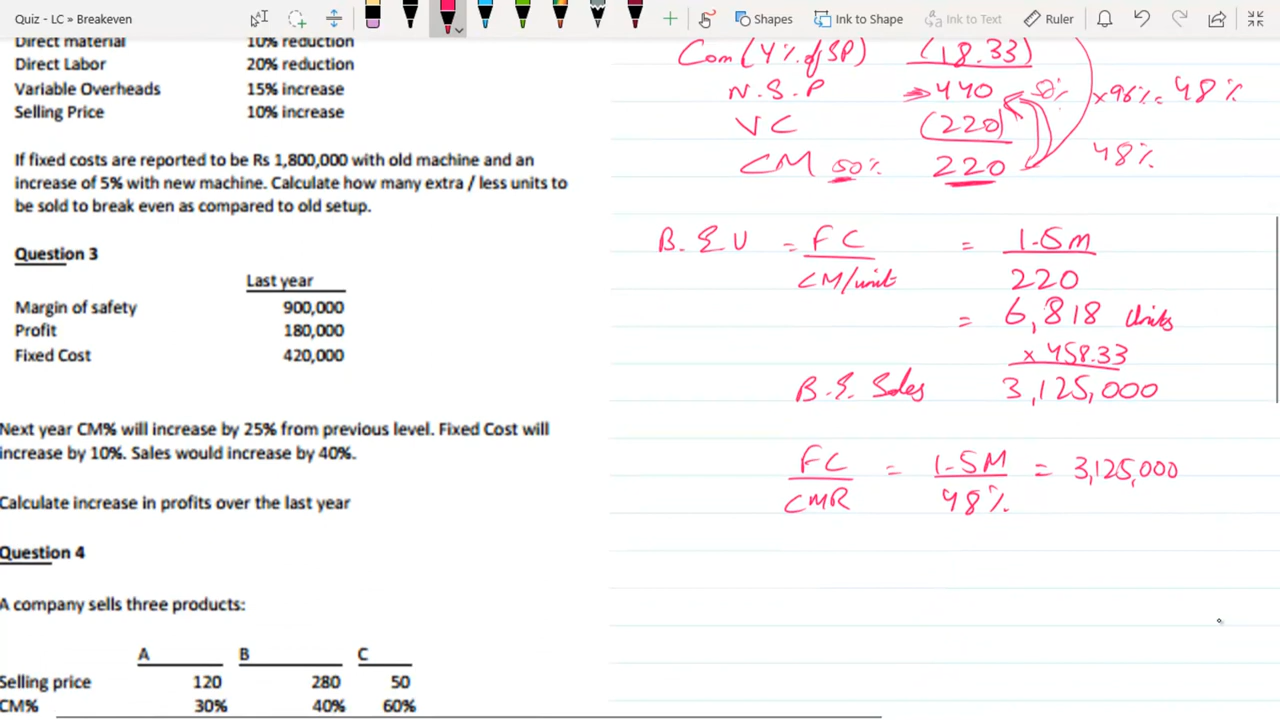 Quiz - LC » Breakeven
Shapes
Ink to Shape
Ink to Text
Ruler
Direct material 10% reduction
Direct Labor 20% reduction
Variable Overheads 15% increase
Selling Price 10% increase
If fixed costs are reported to be Rs 1,800,000 with old machine and an
increase of 5% with new machine. Calculate how many extra / less units to
be sold to break even as compared to old setup.
Question 3
Last year
Margin of safety 900,000
Profit 180,000
Fixed Cost 420,000
Next year CM% will increase by 25% from previous level. Fixed Cost will
increase by 10%. Sales would increase by 40%.
Calculate increase in profits over the last year
Question 4
A company sells three products:
A B C
Selling price 120 280 50
CM% 30% 40% 60%
Com (4% of SP) (18.33)
N.S.P 440 x96% = 48%
VC (220)
CM 50% 220 48%
B.E U = FC = 1.5M
CM/unit 220
= 6,818 Units
x 458.33
B.E. Sales 3,125,000
FC = 1.5M = 3,125,000
CMR 48%